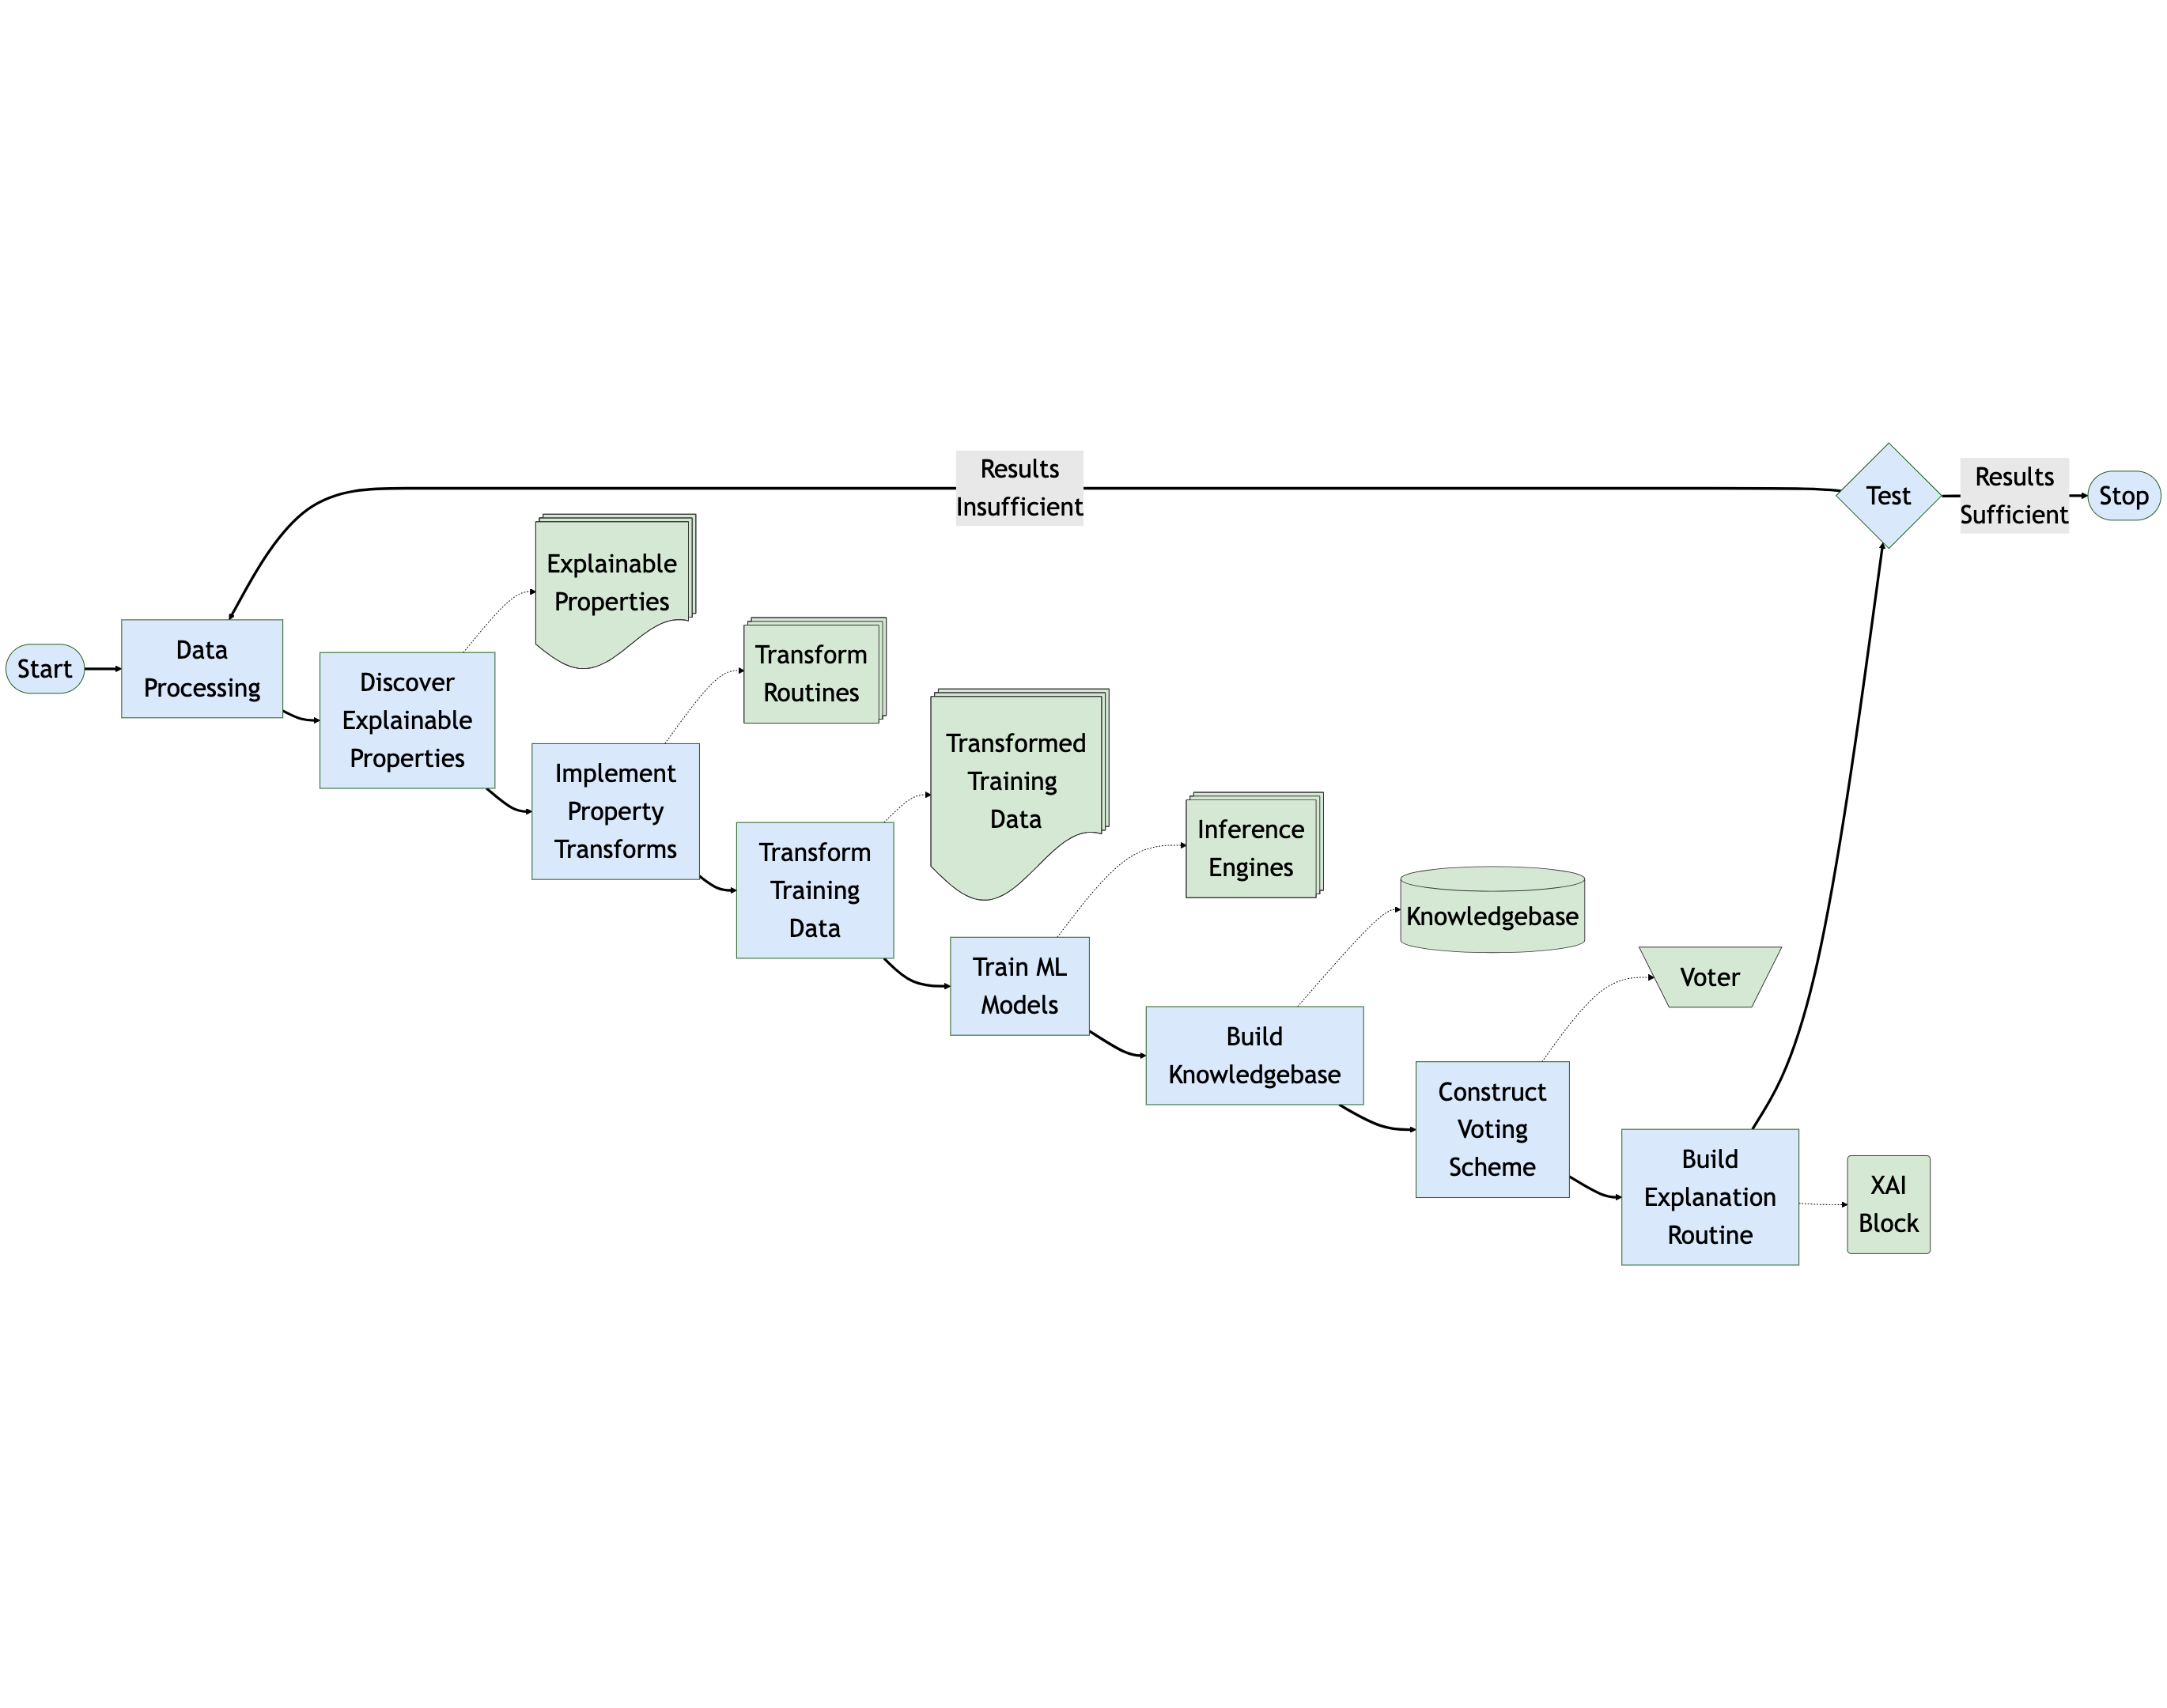 Results
Insufficient
Test
Results
Sufficient
Stop
Start
Data
Processing
Discover
Explainable
Properties
Explainable
Properties
Implement
Property
Transforms
Transform
Routines
Transform
Training
Data
Transformed
Training
Data
Train ML
Models
Inference
Engines
Build
Knowledgebase
Knowledgebase
Construct
Voting
Scheme
Voter
Build
Explanation
Routine
XAI
Block